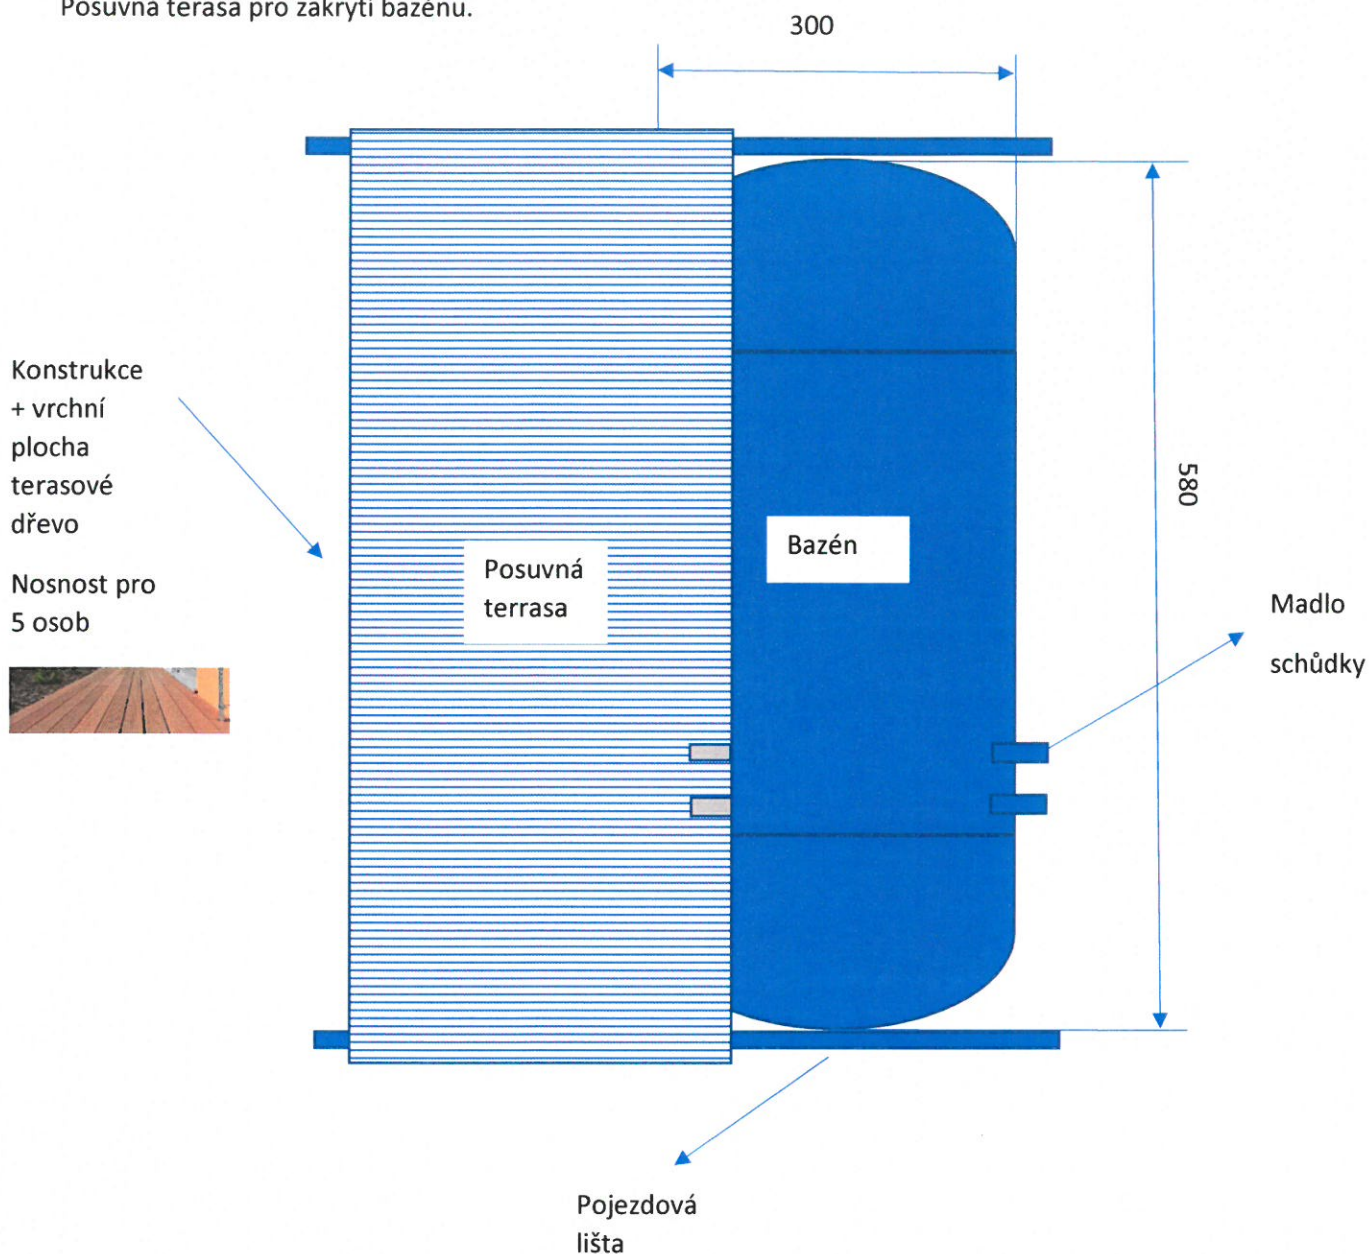 Posuvná terasa pro zakrytí bazénu.
300
Konstrukce
+ vrchní
plocha
terasové
dřevo
Nosnost pro
5 osob
Posuvná
terrasa
Bazén
580
Madlo
schůdky
Pojezdová
lišta